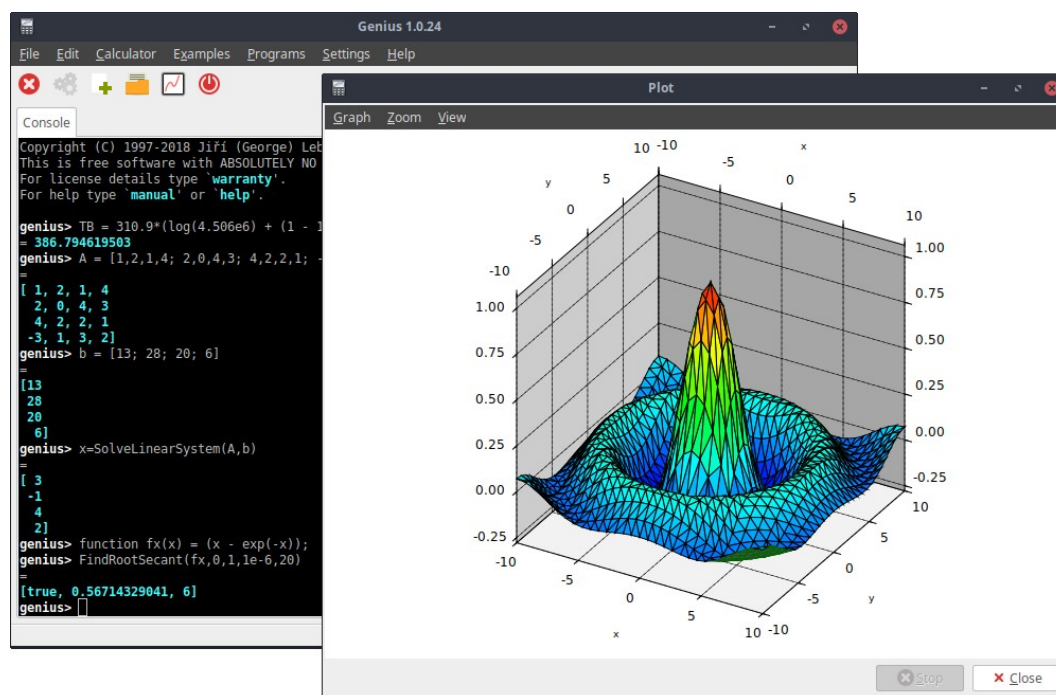 Genius 1.0.24
File Edit Calculator Examples Programs Settings Help
Console
Copyright (C) 1997-2018 Jiří (George) Leb
This is free software with ABSOLUTELY NO
For license details type `warranty'.
For help type `manual' or `help'.
genius> TB = 310.9*(log(4.506e6) + (1 - 1
= 386.794619503
genius> A = [1,2,1,4; 2,0,4,3; 4,2,2,1; -
=
[ 1, 2, 1, 4
2, 0, 4, 3
4, 2, 2, 1
-3, 1, 3, 2]
genius> b = [13; 28; 20; 6]
=
[13
28
20
6]
genius> x=SolveLinearSystem(A,b)
=
[ 3
-1
4
2]
genius> function fx(x) = (x - exp(-x));
genius> FindRootSecant(fx,0,1,1e-6,20)
=
[true, 0.56714329041, 6]
genius>
Plot
Graph Zoom View
10 -10 x
y 5 -5
0 0
-5 5
-10 10
1.00 1.00
0.75 0.75
0.50 0.50
0.25 0.25
0.00 0.00
-0.25 -0.25
-10 10
-5 5
0 0
5 -5 y
x 10 -10
Stop Close